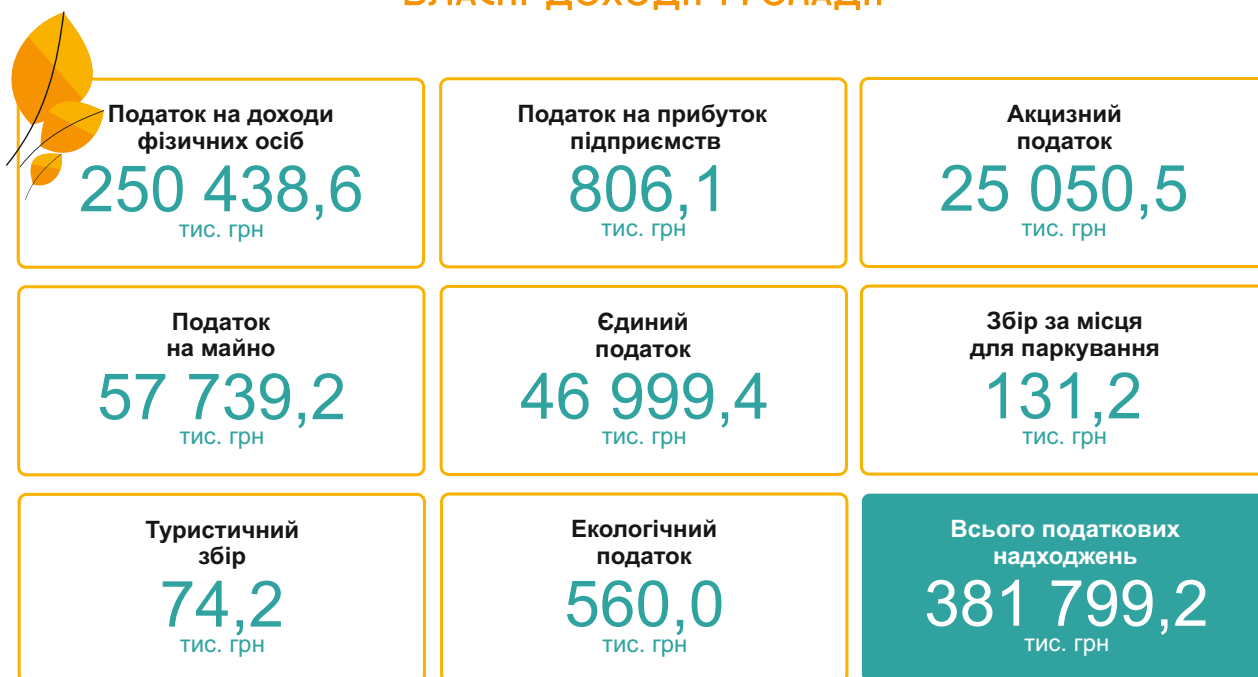 ВЛАСНІ ДОХОДИ ГРОМАДИ
Податок на доходи
фізичних осіб
250 438,6
тис. грн
Податок на прибуток
підприємств
806,1
тис. грн
Акцизний
податок
25 050,5
тис. грн
Податок
на майно
57 739,2
тис. грн
Єдиний
податок
46 999,4
тис. грн
Збір за місця
для паркування
131,2
тис. грн
Туристичний
збір
74,2
тис. грн
Екологічний
податок
560,0
тис. грн
Всього податкових
надходжень
381 799,2
тис. грн